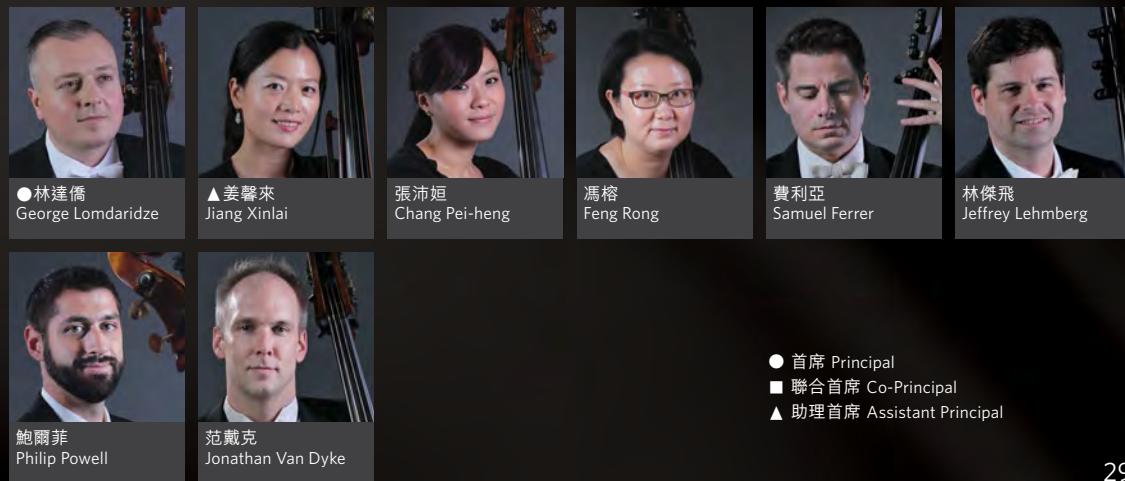 ●林達僑
George Lomdaridze
▲姜馨來
Jiang Xinlai
張沛姮
Chang Pei-heng
馮榕
Feng Rong
費利亞
Samuel Ferrer
林傑飛
Jeffrey Lehmberg
鮑爾菲
Philip Powell
范戴克
Jonathan Van Dyke
● 首席 Principal
■ 聯合首席 Co-Principal
▲ 助理首席 Assistant Principal
29